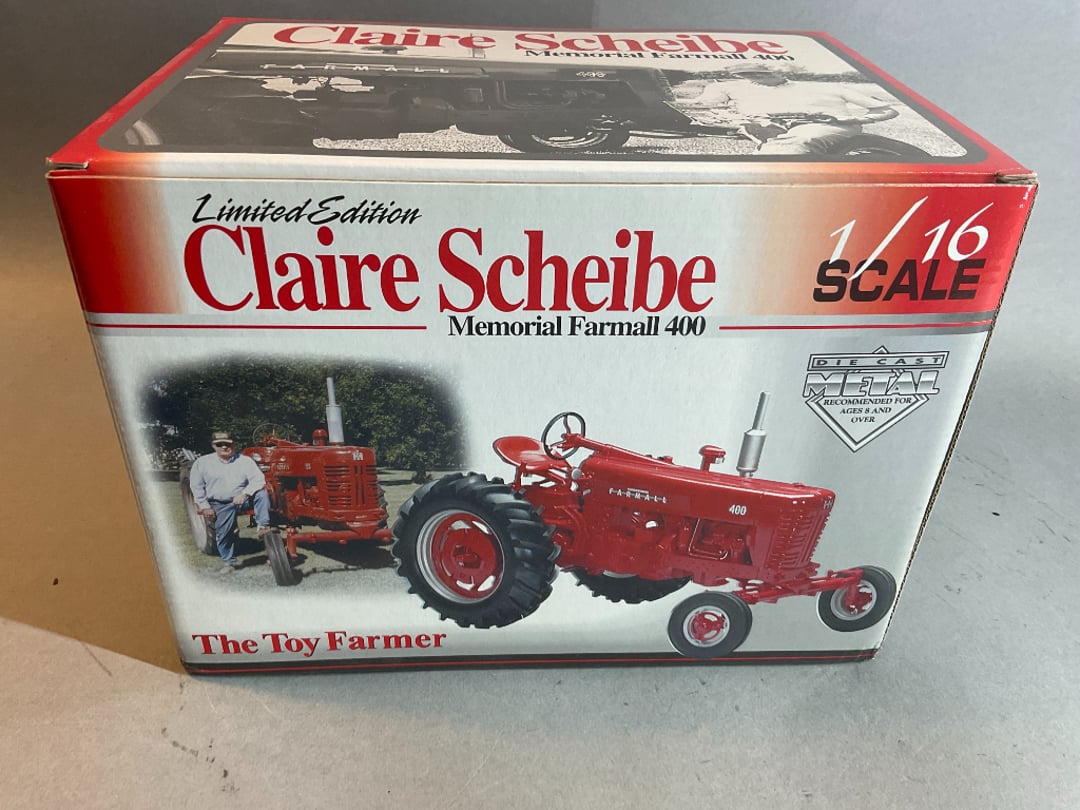 Claire Scheibe
Memorial Farmall 400
FARMALL
400
Limited Edition
Claire Scheibe
Memorial Farmall 400
1/16
SCALE
DIE CAST
METAL
RECOMMENDED FOR
AGES 8 AND
OVER
FARMALL
400
The Toy Farmer